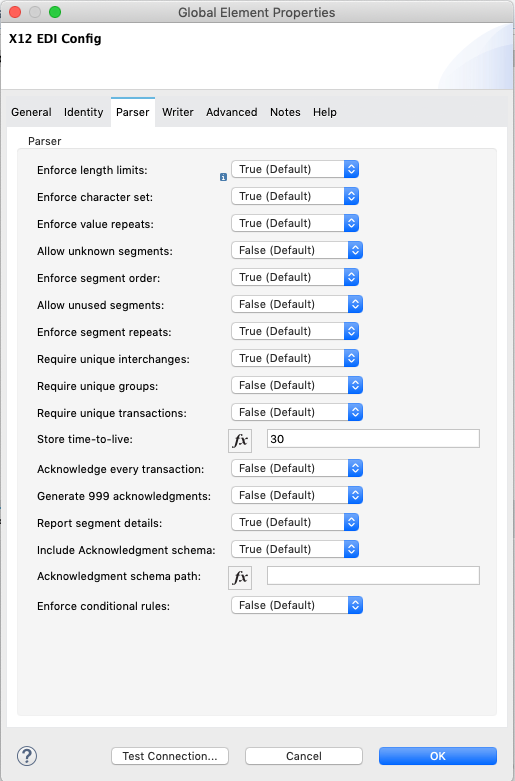 Global Element Properties
X12 EDI Config
General Identity Parser Writer Advanced Notes Help
Parser
Enforce length limits: True (Default)
Enforce character set: True (Default)
Enforce value repeats: True (Default)
Allow unknown segments: False (Default)
Enforce segment order: True (Default)
Allow unused segments: False (Default)
Enforce segment repeats: True (Default)
Require unique interchanges: True (Default)
Require unique groups: False (Default)
Require unique transactions: False (Default)
Store time-to-live: fx 30
Acknowledge every transaction: False (Default)
Generate 999 acknowledgments: False (Default)
Report segment details: True (Default)
Include Acknowledgment schema: True (Default)
Acknowledgment schema path: fx
Enforce conditional rules: False (Default)
? Test Connection... Cancel OK